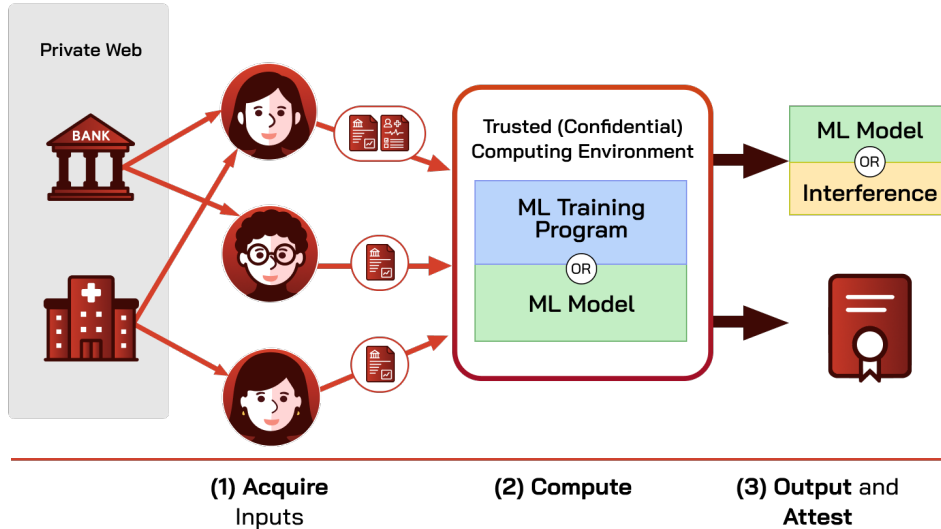 Private Web
BANK
Trusted (Confidential)
Computing Environment
ML Training
Program
OR
ML Model
ML Model
OR
Interference
(1) Acquire
Inputs
(2) Compute
(3) Output and
Attest